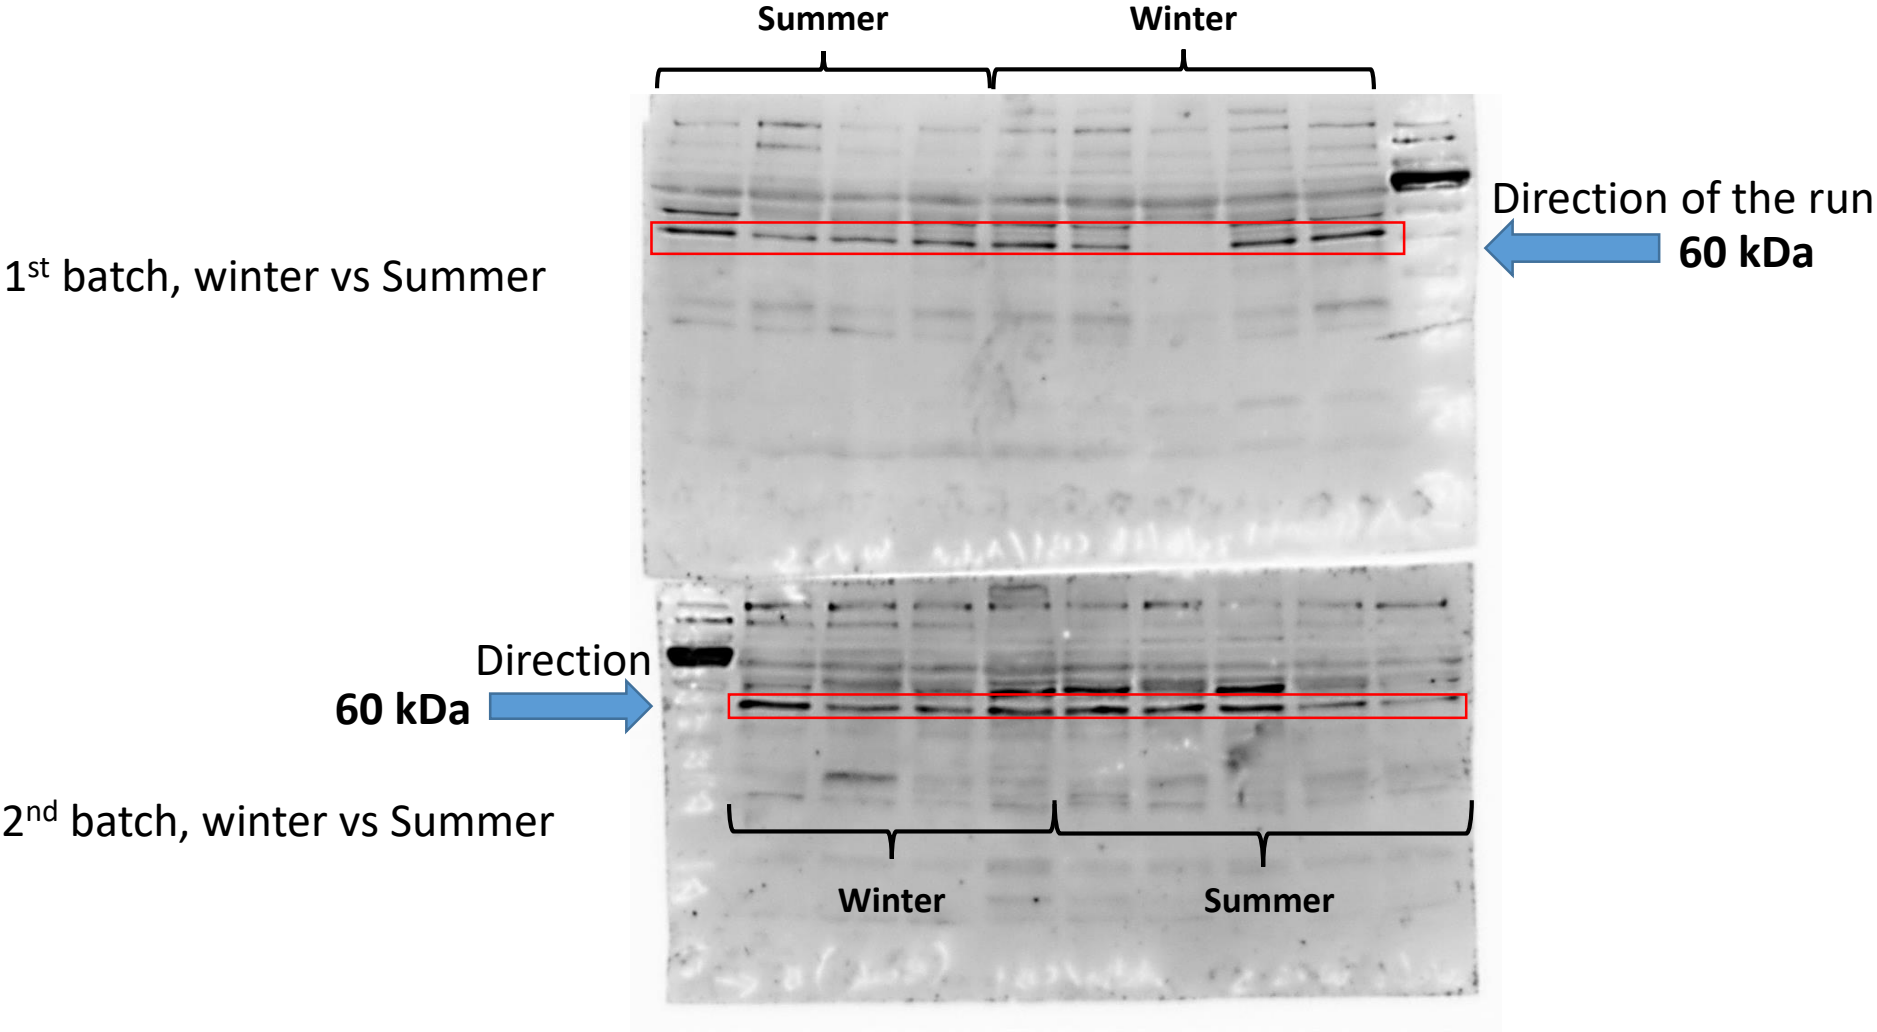 Summer
Winter
Direction of the run
60 kDa
1st batch, winter vs Summer
Direction
60 kDa
2nd batch, winter vs Summer
Winter
Summer